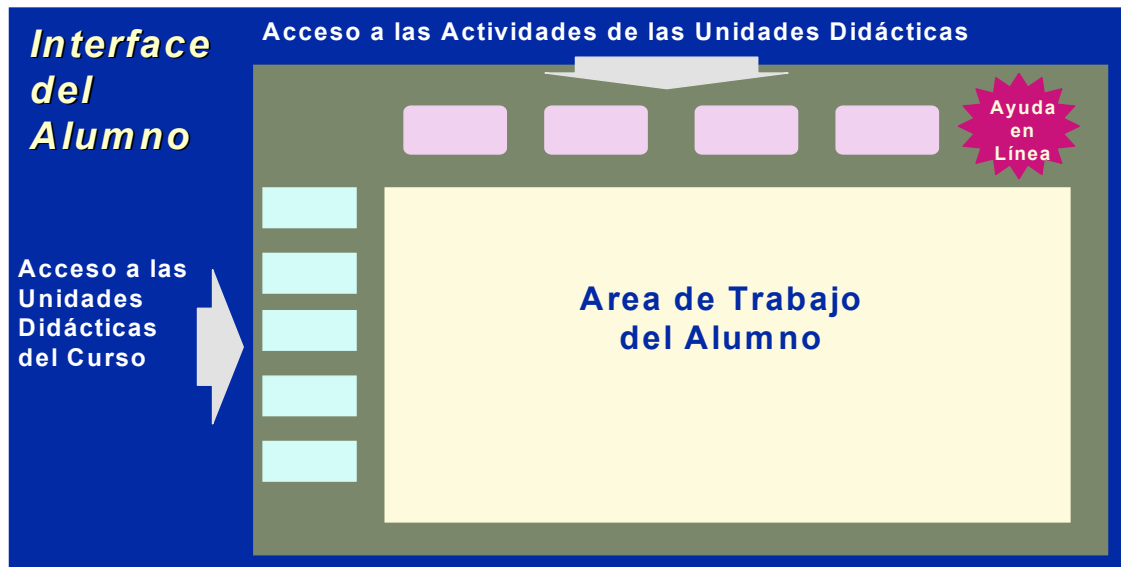 Interface
del
Alumno
Acceso a las Actividades de las Unidades Didácticas
Ayuda
en
Línea
Acceso a las
Unidades
Didácticas
del Curso
Area de Trabajo
del Alumno